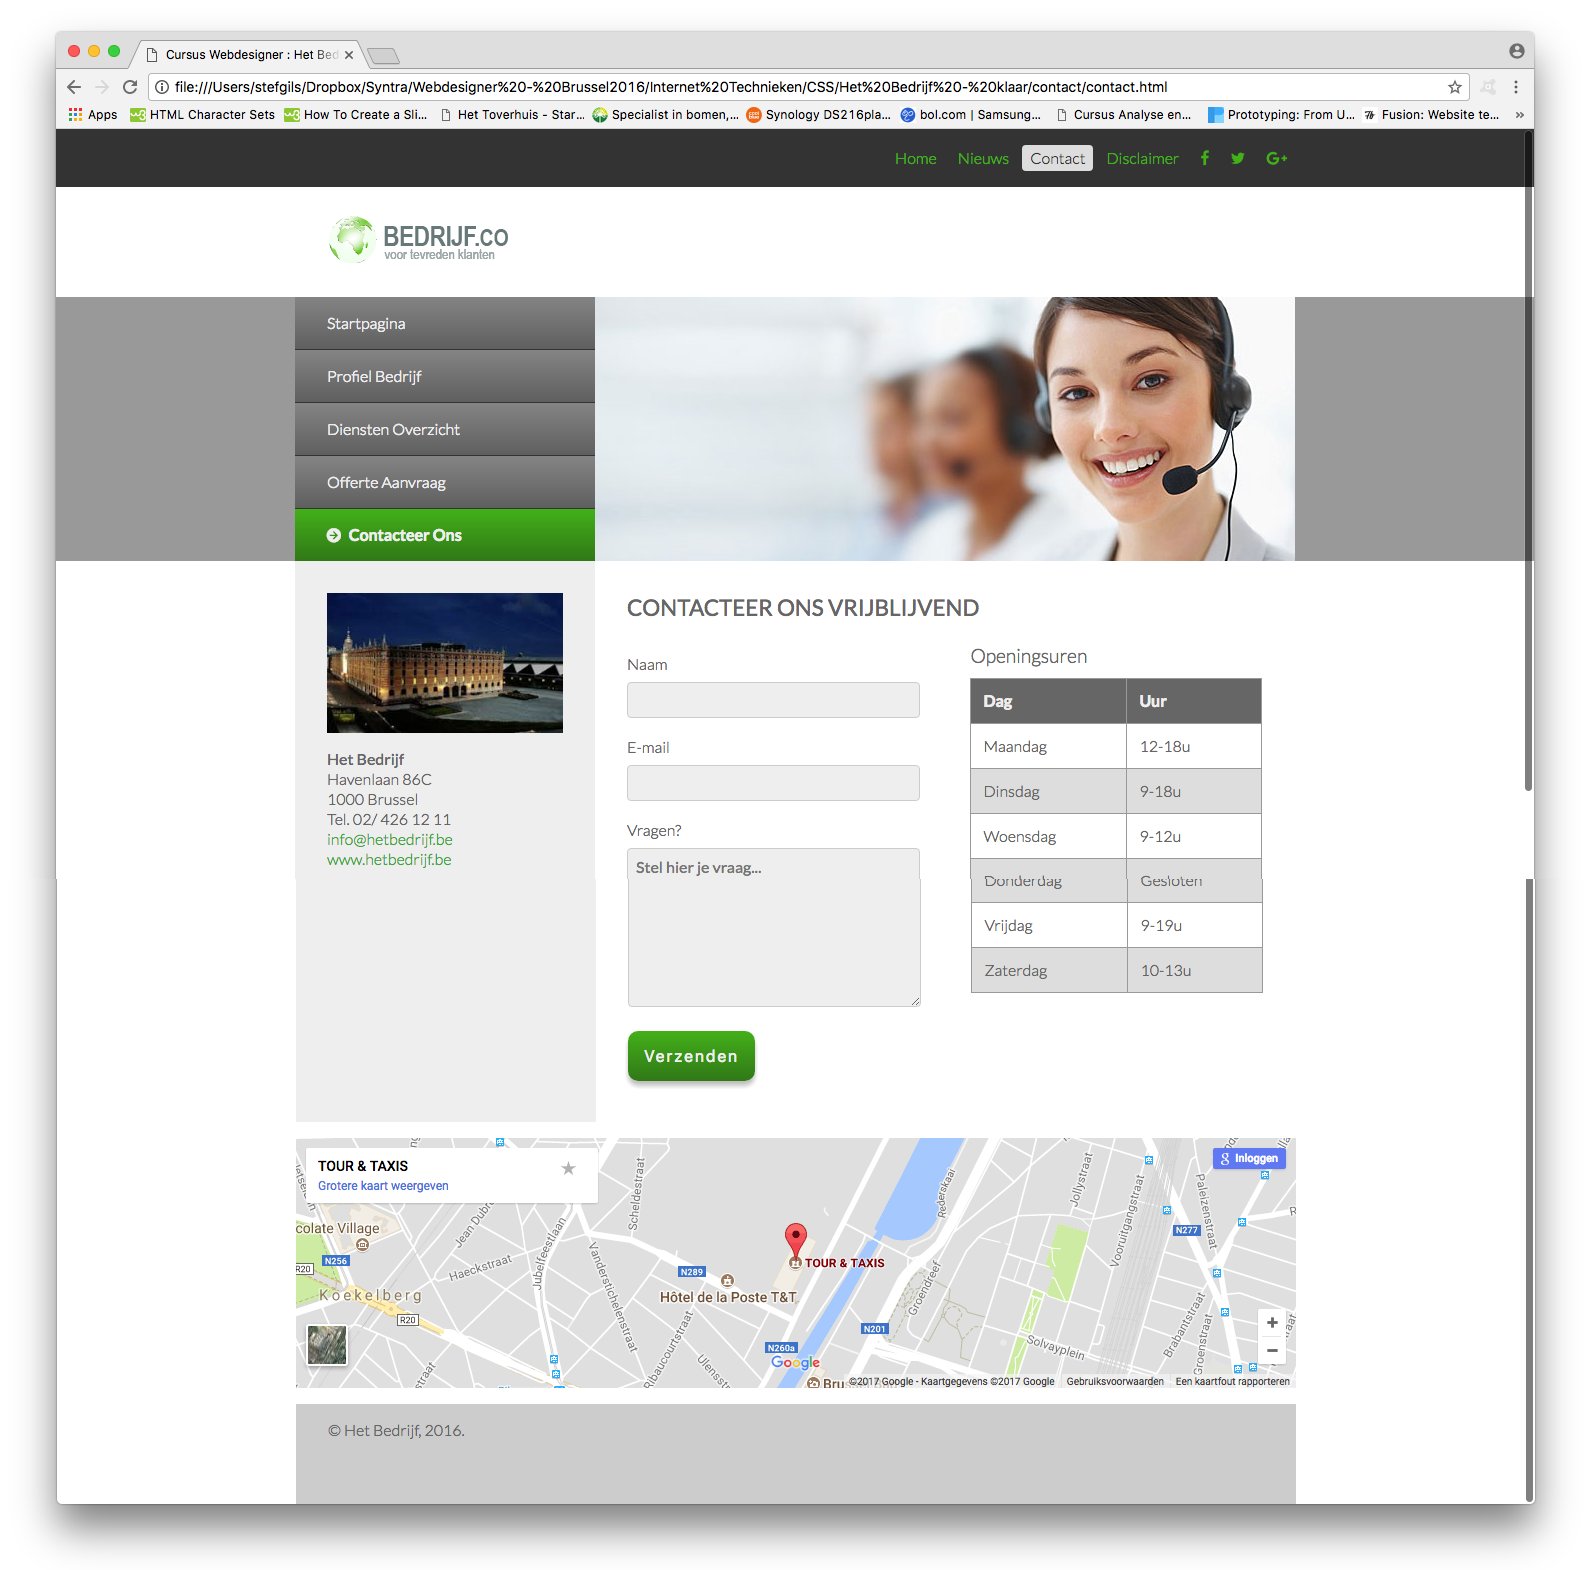 Cursus Webdesigner : Het Bed
file:///Users/stefgils/Dropbox/Syntra/Webdesigner%20-%20Brussel2016/Internet%20Technieken/CSS/Het%20Bedrijf%20-%20klaar/contact/contact.html
Apps HTML Character Sets How To Create a Sli... Het Toverhuis - Star... Specialist in bomen,... Synology DS216pla... bol.com | Samsung... Cursus Analyse en... Prototyping: From U... Fusion: Website te... »
Home Nieuws Contact Disclaimer
BEDRIJF.CO
voor tevreden klanten
Startpagina
Profiel Bedrijf
Diensten Overzicht
Offerte Aanvraag
Contacteer Ons
Het Bedrijf
Havenlaan 86C
1000 Brussel
Tel. 02/ 426 12 11
info@hetbedrijf.be
www.hetbedrijf.be
CONTACTEER ONS VRIJBLIJVEND
Naam
E-mail
Vragen?
Stel hier je vraag...
Verzenden
Openingsuren
Dag Uur
Maandag 12-18u
Dinsdag 9-18u
Woensdag 9-12u
Donderdag Gesloten
Vrijdag 9-19u
Zaterdag 10-13u
TOUR & TAXIS
Grotere kaart weergeven
Inloggen
colate Village
Jean Dubr
Scheldestraat
Rederskaai
Jollystraat
Vooruitgangstraat
Paleizenstraat
N277
R20
N256
Haeckstraat
Jubelfeestlaan
Vanderstichelenstraat
N289
TOUR & TAXIS
Hôtel de la Poste T&T
Groendreef
Koekelberg
R20
N201
N260a
Ribaucourtstraat
Ulensstr
Solvayplein
Brabantstraat
Groenstraat
Google
Brus
©2017 Google - Kaartgegevens ©2017 Google Gebruiksvoorwaarden Een kaartfout rapporteren
© Het Bedrijf, 2016.